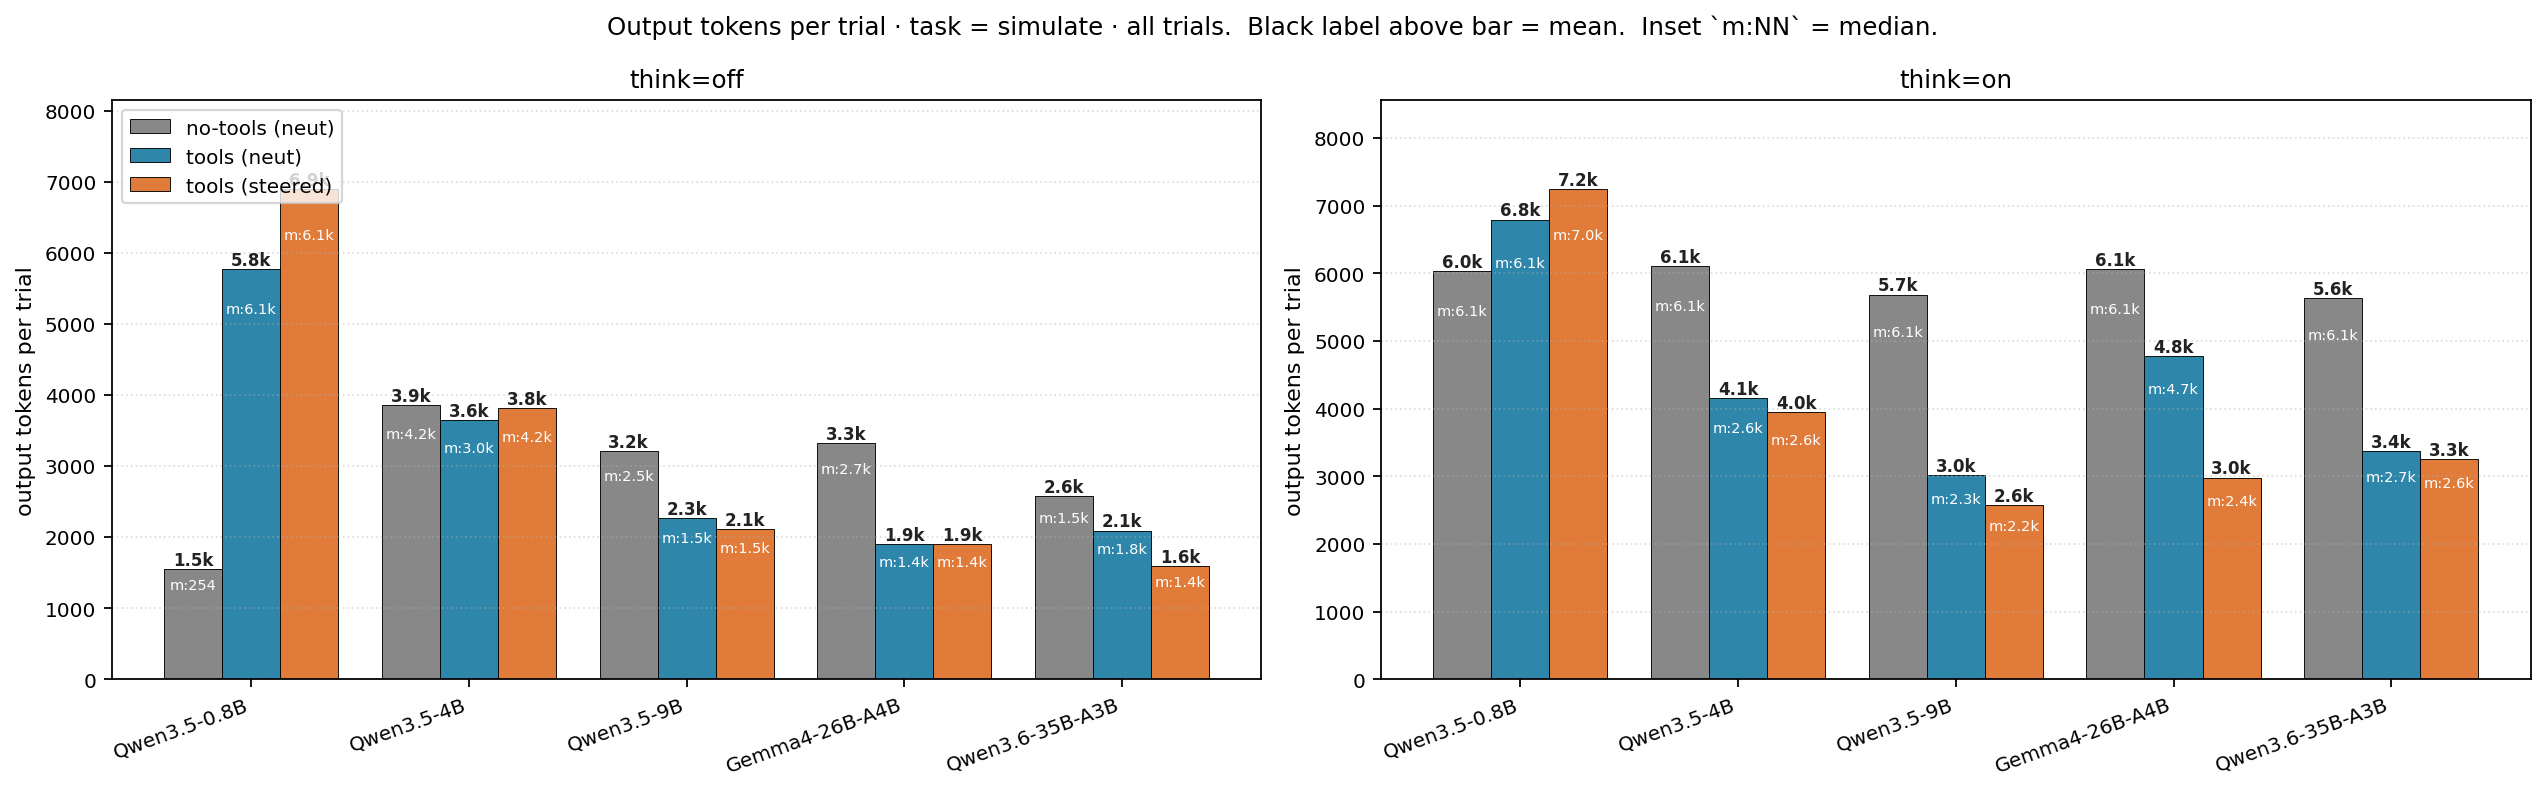 Output tokens per trial · task = simulate · all trials.  Black label above bar = mean.  Inset `m:NN` = median.
think=off
output tokens per trial
8000
7000
6000
5000
4000
3000
2000
1000
0
no-tools (neut)
tools (neut)
tools (steered)
1.5k
m:254
5.8k
m:6.1k
6.9k
m:6.1k
3.9k
m:4.2k
3.6k
m:3.0k
3.8k
m:4.2k
3.2k
m:2.5k
2.3k
m:1.5k
2.1k
m:1.5k
3.3k
m:2.7k
1.9k
m:1.4k
1.9k
m:1.4k
2.6k
m:1.5k
2.1k
m:1.8k
1.6k
m:1.4k
Qwen3.5-0.8B
Qwen3.5-4B
Qwen3.5-9B
Gemma4-26B-A4B
Qwen3.6-35B-A3B
think=on
output tokens per trial
8000
7000
6000
5000
4000
3000
2000
1000
0
6.0k
m:6.1k
6.8k
m:6.1k
7.2k
m:7.0k
6.1k
m:6.1k
4.1k
m:2.6k
4.0k
m:2.6k
5.7k
m:6.1k
3.0k
m:2.3k
2.6k
m:2.2k
6.1k
m:6.1k
4.8k
m:4.7k
3.0k
m:2.4k
5.6k
m:6.1k
3.4k
m:2.7k
3.3k
m:2.6k
Qwen3.5-0.8B
Qwen3.5-4B
Qwen3.5-9B
Gemma4-26B-A4B
Qwen3.6-35B-A3B